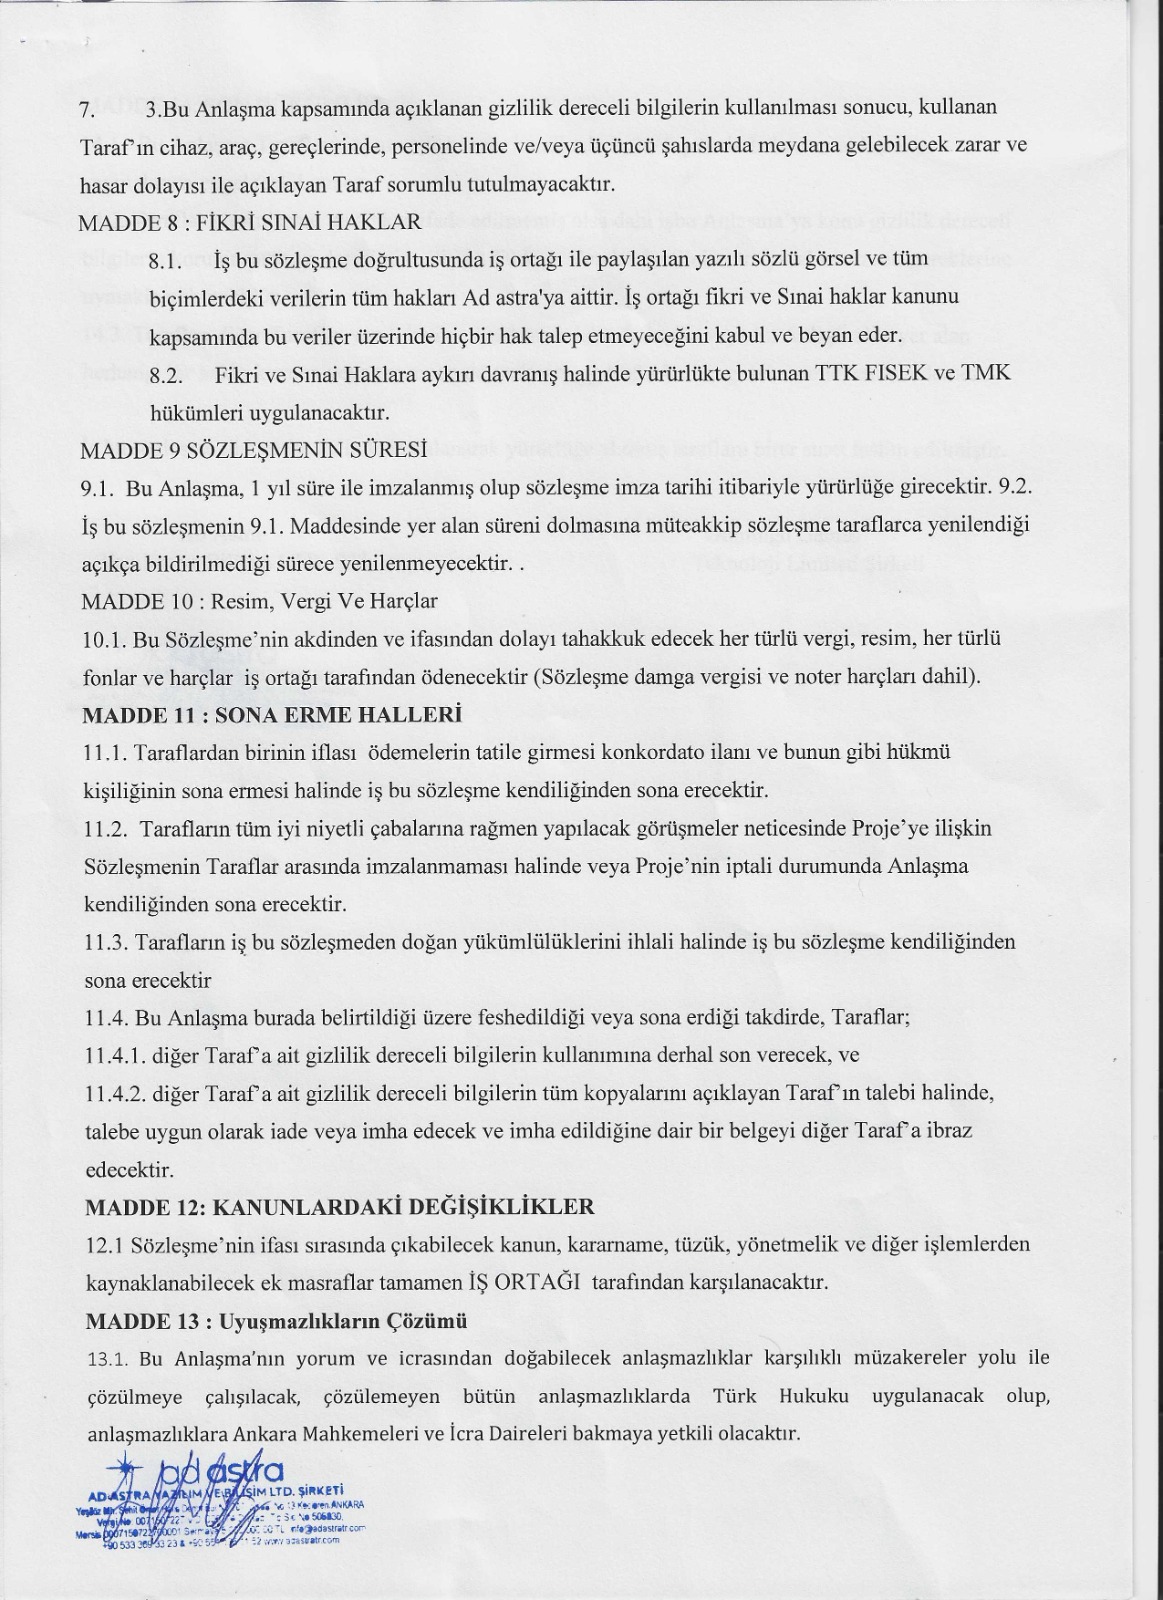 7. 3.Bu Anlaşma kapsamında açıklanan gizlilik dereceli bilgilerin kullanılması sonucu, kullanan
Taraf'ın cihaz, araç, gereçlerinde, personelinde ve/veya üçüncü şahıslarda meydana gelebilecek zarar ve
hasar dolayısı ile açıklayan Taraf sorumlu tutulmayacaktır.
MADDE 8 : FİKRİ SINAİ HAKLAR
8.1. İş bu sözleşme doğrultusunda iş ortağı ile paylaşılan yazılı sözlü görsel ve tüm
biçimlerdeki verilerin tüm hakları Ad astra'ya aittir. İş ortağı fikri ve Sınai haklar kanunu
kapsamında bu veriler üzerinde hiçbir hak talep etmeyeceğini kabul ve beyan eder.
8.2. Fikri ve Sınai Haklara aykırı davranış halinde yürürlükte bulunan TTK FISEK ve TMK
hükümleri uygulanacaktır.
MADDE 9 SÖZLEŞMENİN SÜRESİ
9.1. Bu Anlaşma, 1 yıl süre ile imzalanmış olup sözleşme imza tarihi itibariyle yürürlüğe girecektir. 9.2.
İş bu sözleşmenin 9.1. Maddesinde yer alan süreni dolmasına müteakkip sözleşme taraflarca yenilendiği
açıkça bildirilmediği sürece yenilenmeyecektir. .
MADDE 10 : Resim, Vergi Ve Harçlar
10.1. Bu Sözleşme'nin akdinden ve ifasından dolayı tahakkuk edecek her türlü vergi, resim, her türlü
fonlar ve harçlar iş ortağı tarafından ödenecektir (Sözleşme damga vergisi ve noter harçları dahil).
MADDE 11 : SONA ERME HALLERİ
11.1. Taraflardan birinin iflası ödemelerin tatile girmesi konkordato ilanı ve bunun gibi hükmü
kişiliğinin sona ermesi halinde iş bu sözleşme kendiliğinden sona erecektir.
11.2. Tarafların tüm iyi niyetli çabalarına rağmen yapılacak görüşmeler neticesinde Proje'ye ilişkin
Sözleşmenin Taraflar arasında imzalanmaması halinde veya Proje'nin iptali durumunda Anlaşma
kendiliğinden sona erecektir.
11.3. Tarafların iş bu sözleşmeden doğan yükümlülüklerini ihlali halinde iş bu sözleşme kendiliğinden
sona erecektir
11.4. Bu Anlaşma burada belirtildiği üzere feshedildiği veya sona erdiği takdirde, Taraflar;
11.4.1. diğer Taraf'a ait gizlilik dereceli bilgilerin kullanımına derhal son verecek, ve
11.4.2. diğer Taraf'a ait gizlilik dereceli bilgilerin tüm kopyalarını açıklayan Taraf'ın talebi halinde,
talebe uygun olarak iade veya imha edecek ve imha edildiğine dair bir belgeyi diğer Taraf'a ibraz
edecektir.
MADDE 12: KANUNLARDAKİ DEĞİŞİKLİKLER
12.1 Sözleşme'nin ifası sırasında çıkabilecek kanun, kararname, tüzük, yönetmelik ve diğer işlemlerden
kaynaklanabilecek ek masraflar tamamen İŞ ORTAĞI tarafından karşılanacaktır.
MADDE 13 : Uyuşmazlıkların Çözümü
13.1. Bu Anlaşma'nın yorum ve icrasından doğabilecek anlaşmazlıklar karşılıklı müzakereler yolu ile
çözülmeye çalışılacak, çözülemeyen bütün anlaşmazlıklarda Türk Hukuku uygulanacak olup,
anlaşmazlıklara Ankara Mahkemeleri ve İcra Daireleri bakmaya yetkili olacaktır.
ad astra
AD ASTRA YAZILIM VE BİLİŞİM LTD. ŞİRKETİ
No 13 Keçiören ANKARA
Vergi No
506830
Mersis TL info@adastratr.com
+90 533 23 & +90 www.adastratr.com